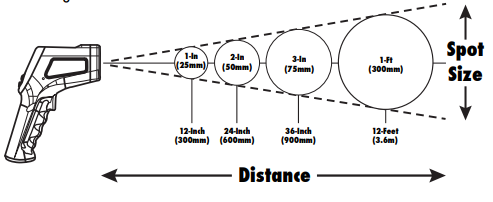 1-In
(25mm)
2-In
(50mm)
3-In
(75mm)
1-Ft
(300mm)
Spot
Size
12-Inch
(300mm)
24-Inch
(600mm)
36-Inch
(900mm)
12-Feet
(3.6m)
Distance